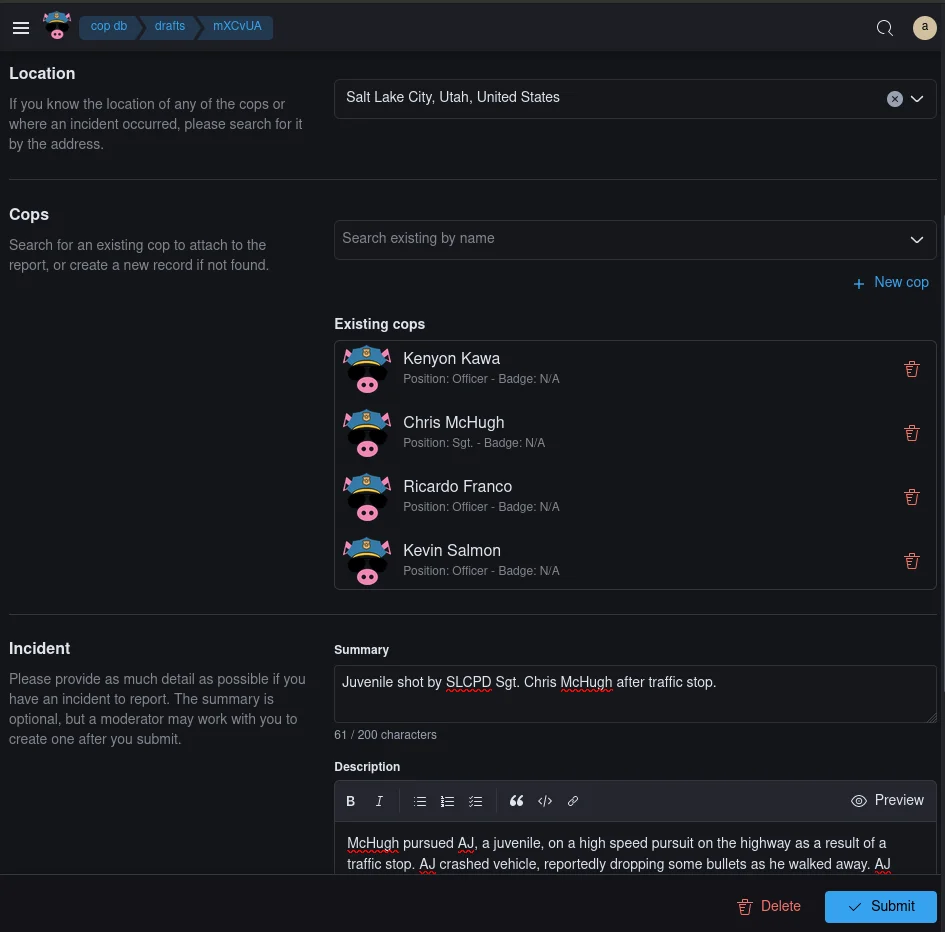 cop db
drafts
mXCvUA
a
Location
If you know the location of any of the cops or
where an incident occurred, please search for it
by the address.
Salt Lake City, Utah, United States
Cops
Search for an existing cop to attach to the
report, or create a new record if not found.
Search existing by name
+ New cop
Existing cops
Kenyon Kawa
Position: Officer - Badge: N/A
Chris McHugh
Position: Sgt. - Badge: N/A
Ricardo Franco
Position: Officer - Badge: N/A
Kevin Salmon
Position: Officer - Badge: N/A
Incident
Please provide as much detail as possible if you
have an incident to report. The summary is
optional, but a moderator may work with you to
create one after you submit.
Summary
Juvenile shot by SLCPD Sgt. Chris McHugh after traffic stop.
61 / 200 characters
Description
B I
Preview
McHugh pursued AJ, a juvenile, on a high speed pursuit on the highway as a result of a
traffic stop. AJ crashed vehicle, reportedly dropping some bullets as he walked away. AJ
Delete
Submit